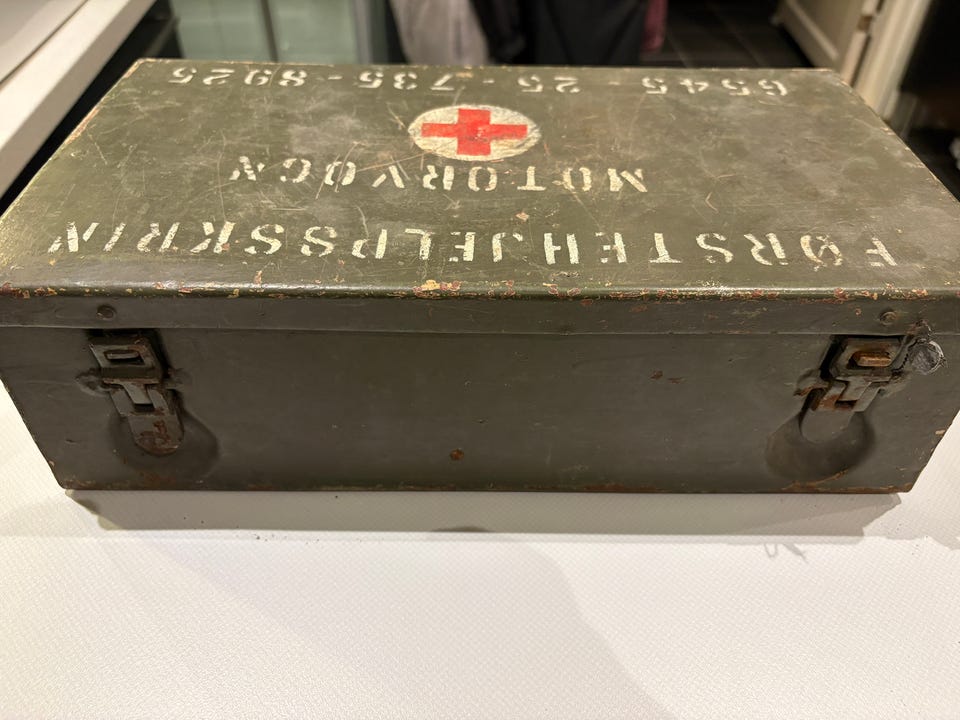 FØRSTEHJELPSSKRIN
MOTORVOGN
6545 - 25 - 735 - 8925